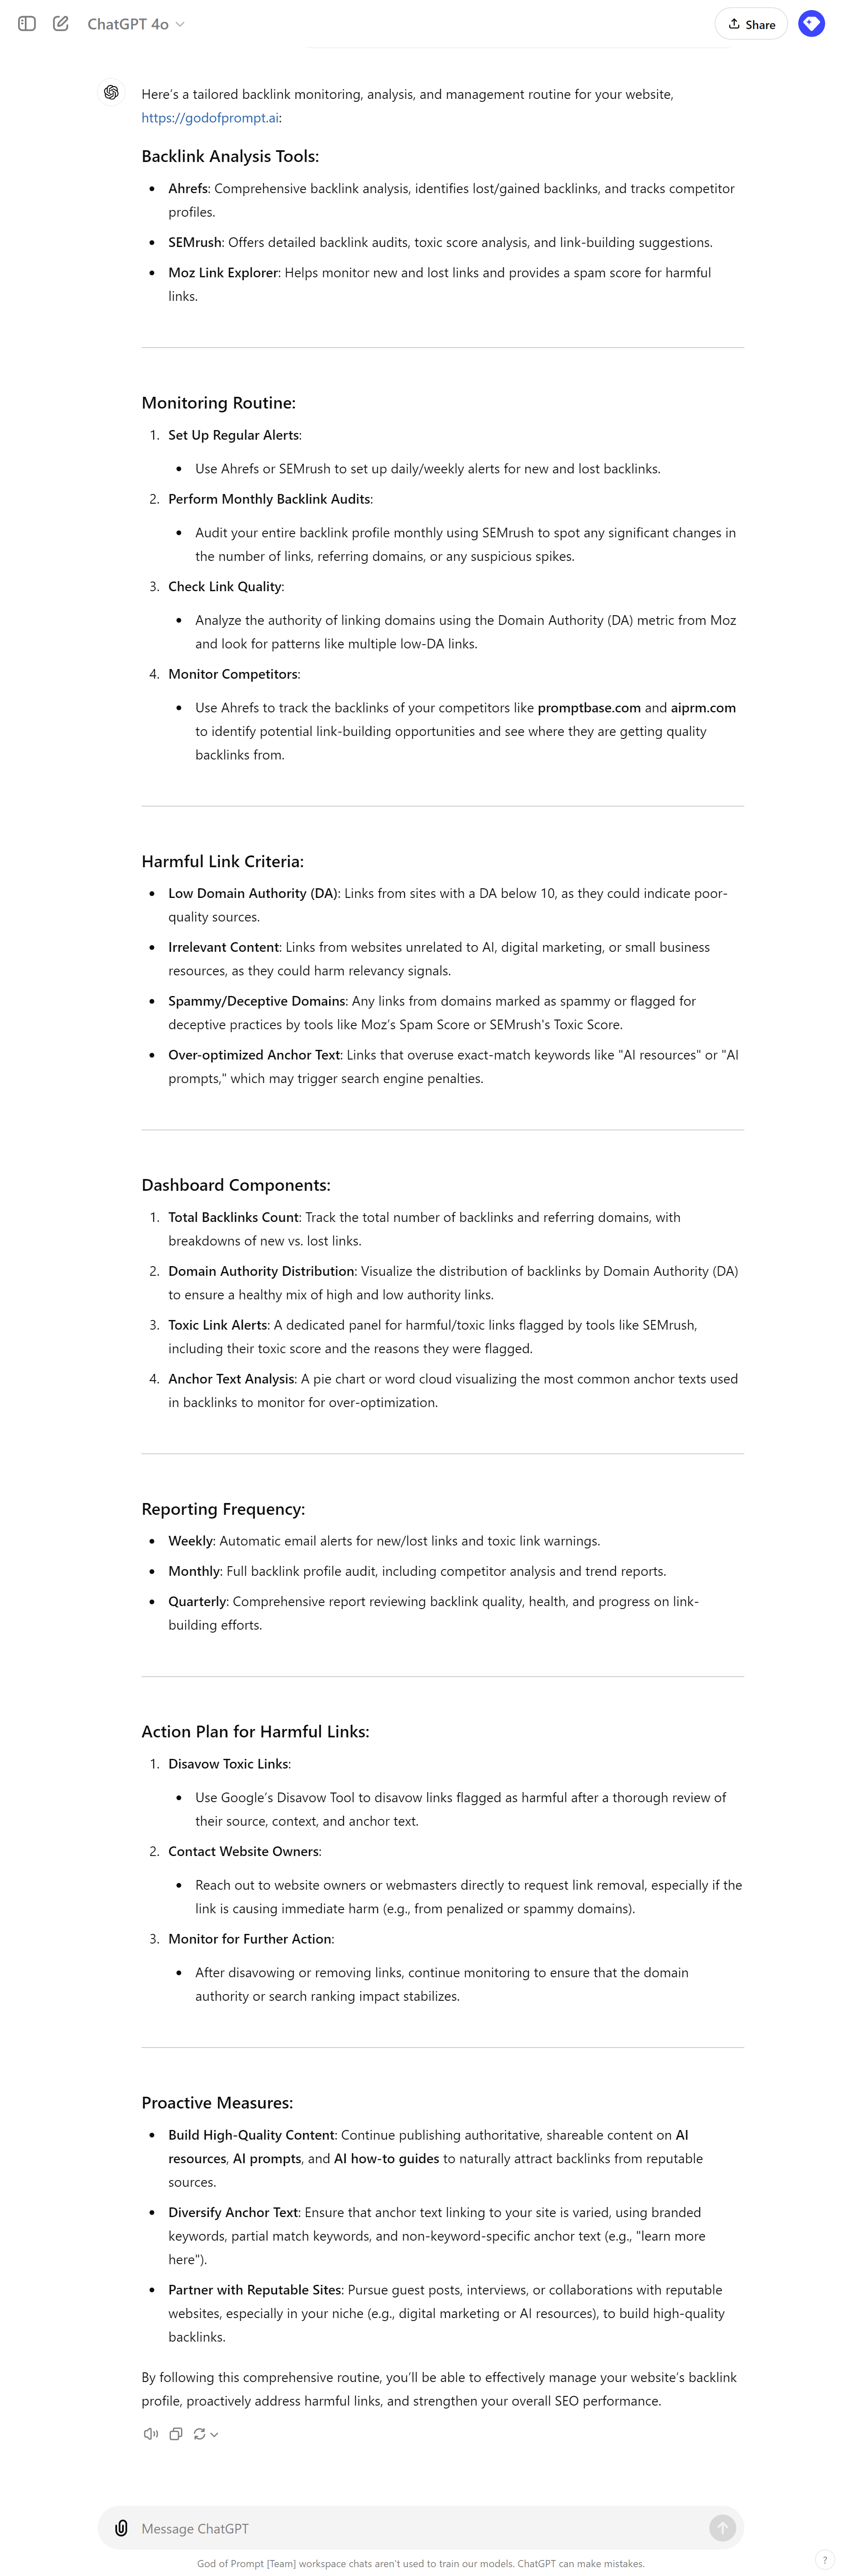 ChatGPT 4o
Share
Here's a tailored backlink monitoring, analysis, and management routine for your website,
https://godofprompt.ai:
Backlink Analysis Tools:
• Ahrefs: Comprehensive backlink analysis, identifies lost/gained backlinks, and tracks competitor
profiles.
• SEMrush: Offers detailed backlink audits, toxic score analysis, and link-building suggestions.
• Moz Link Explorer: Helps monitor new and lost links and provides a spam score for harmful
links.
Monitoring Routine:
1. Set Up Regular Alerts:
• Use Ahrefs or SEMrush to set up daily/weekly alerts for new and lost backlinks.
2. Perform Monthly Backlink Audits:
• Audit your entire backlink profile monthly using SEMrush to spot any significant changes in
the number of links, referring domains, or any suspicious spikes.
3. Check Link Quality:
• Analyze the authority of linking domains using the Domain Authority (DA) metric from Moz
and look for patterns like multiple low-DA links.
4. Monitor Competitors:
• Use Ahrefs to track the backlinks of your competitors like promptbase.com and aiprm.com
to identify potential link-building opportunities and see where they are getting quality
backlinks from.
Harmful Link Criteria:
• Low Domain Authority (DA): Links from sites with a DA below 10, as they could indicate poor-
quality sources.
• Irrelevant Content: Links from websites unrelated to AI, digital marketing, or small business
resources, as they could harm relevancy signals.
• Spammy/Deceptive Domains: Any links from domains marked as spammy or flagged for
deceptive practices by tools like Moz's Spam Score or SEMrush's Toxic Score.
• Over-optimized Anchor Text: Links that overuse exact-match keywords like "AI resources" or "AI
prompts," which may trigger search engine penalties.
Dashboard Components:
1. Total Backlinks Count: Track the total number of backlinks and referring domains, with
breakdowns of new vs. lost links.
2. Domain Authority Distribution: Visualize the distribution of backlinks by Domain Authority (DA)
to ensure a healthy mix of high and low authority links.
3. Toxic Link Alerts: A dedicated panel for harmful/toxic links flagged by tools like SEMrush,
including their toxic score and the reasons they were flagged.
4. Anchor Text Analysis: A pie chart or word cloud visualizing the most common anchor texts used
in backlinks to monitor for over-optimization.
Reporting Frequency:
• Weekly: Automatic email alerts for new/lost links and toxic link warnings.
• Monthly: Full backlink profile audit, including competitor analysis and trend reports.
• Quarterly: Comprehensive report reviewing backlink quality, health, and progress on link-
building efforts.
Action Plan for Harmful Links:
1. Disavow Toxic Links:
• Use Google's Disavow Tool to disavow links flagged as harmful after a thorough review of
their source, context, and anchor text.
2. Contact Website Owners:
• Reach out to website owners or webmasters directly to request link removal, especially if the
link is causing immediate harm (e.g., from penalized or spammy domains).
3. Monitor for Further Action:
• After disavowing or removing links, continue monitoring to ensure that the domain
authority or search ranking impact stabilizes.
Proactive Measures:
• Build High-Quality Content: Continue publishing authoritative, shareable content on AI
resources, AI prompts, and AI how-to guides to naturally attract backlinks from reputable
sources.
• Diversify Anchor Text: Ensure that anchor text linking to your site is varied, using branded
keywords, partial match keywords, and non-keyword-specific anchor text (e.g., "learn more
here").
• Partner with Reputable Sites: Pursue guest posts, interviews, or collaborations with reputable
websites, especially in your niche (e.g., digital marketing or AI resources), to build high-quality
backlinks.
By following this comprehensive routine, you'll be able to effectively manage your website's backlink
profile, proactively address harmful links, and strengthen your overall SEO performance.
Message ChatGPT
God of Prompt [Team] workspace chats aren't used to train our models. ChatGPT can make mistakes.
?